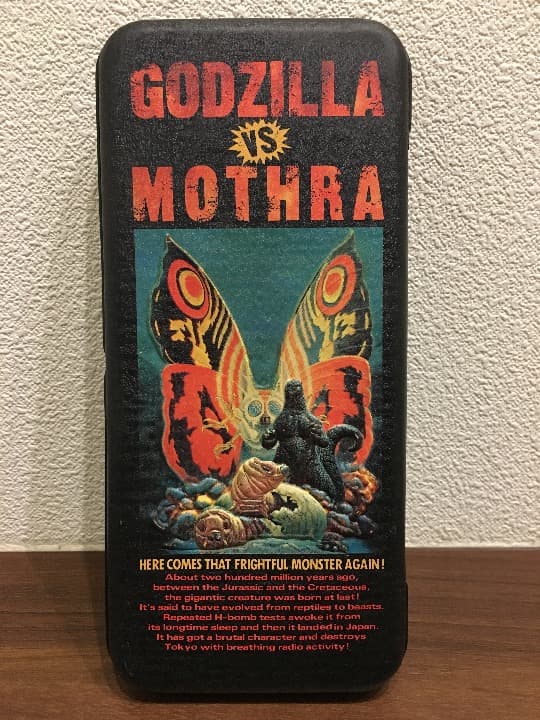 GODZILLA
VS
MOTHRA
HERE COMES THAT FRIGHTFUL MONSTER AGAIN!
About two hundred million years ago,
between the Jurassic and the Cretaceous,
the gigantic creature was born at last!
It's said to have evolved from reptiles to beasts.
Repeated H-bomb tests awoke it from
its longtime sleep and then it landed in Japan.
It has got a brutal character and destroys
Tokyo with breathing radio activity!